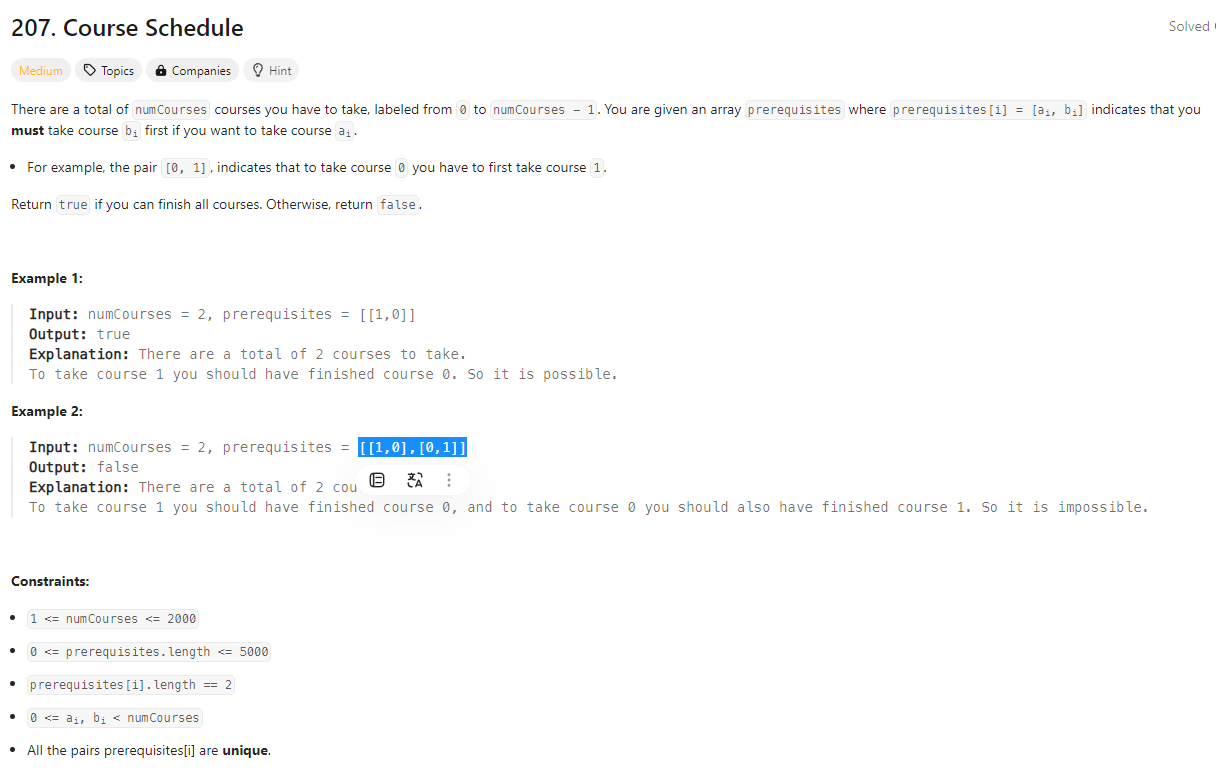 207. Course Schedule
Solved
Medium Topics Companies Hint
There are a total of numCourses courses you have to take, labeled from 0 to numCourses - 1. You are given an array prerequisites where prerequisites[i] = [ai, bi] indicates that you
must take course bi first if you want to take course ai.
• For example, the pair [0, 1], indicates that to take course 0 you have to first take course 1.
Return true if you can finish all courses. Otherwise, return false.
Example 1:
Input: numCourses = 2, prerequisites = [[1,0]]
Output: true
Explanation: There are a total of 2 courses to take.
To take course 1 you should have finished course 0. So it is possible.
Example 2:
Input: numCourses = 2, prerequisites = [[1,0],[0,1]]
Output: false
Explanation: There are a total of 2 cou
To take course 1 you should have finished course 0, and to take course 0 you should also have finished course 1. So it is impossible.
Constraints:
• 1 <= numCourses <= 2000
• 0 <= prerequisites.length <= 5000
• prerequisites[i].length == 2
• 0 <= ai, bi < numCourses
• All the pairs prerequisites[i] are unique.